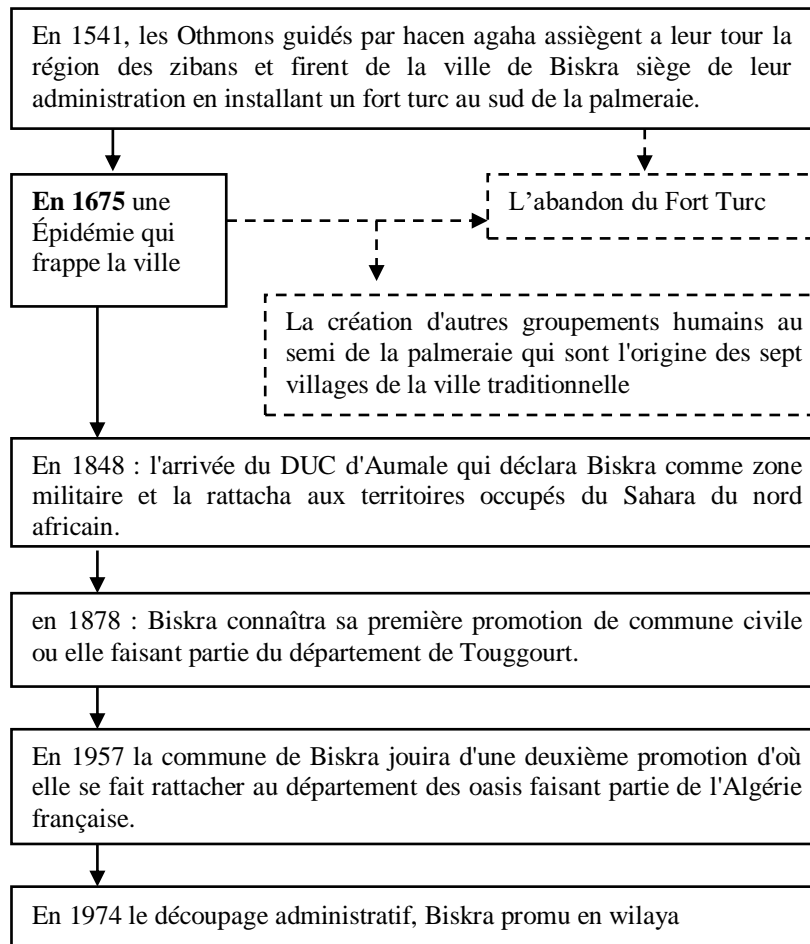 En 1541, les Othmons guidés par hacen agaha assiègent a leur tour la
région des zibans et firent de la ville de Biskra siège de leur
administration en installant un fort turc au sud de la palmeraie.
En 1675 une
Épidémie qui
frappe la ville
L'abandon du Fort Turc
La création d'autres groupements humains au
semi de la palmeraie qui sont l'origine des sept
villages de la ville traditionnelle
En 1848 : l'arrivée du DUC d'Aumale qui déclara Biskra comme zone
militaire et la rattacha aux territoires occupés du Sahara du nord
africain.
en 1878 : Biskra connaîtra sa première promotion de commune civile
ou elle faisant partie du département de Touggourt.
En 1957 la commune de Biskra jouira d'une deuxième promotion d'où
elle se fait rattacher au département des oasis faisant partie de l'Algérie
française.
En 1974 le découpage administratif, Biskra promu en wilaya